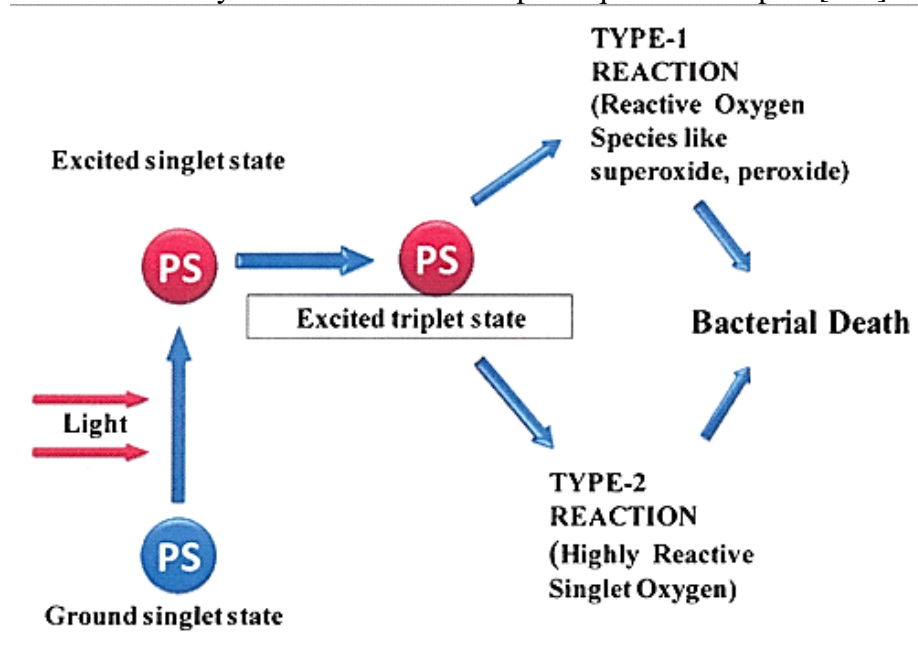 TYPE-1
REACTION
(Reactive Oxygen
Species like
superoxide, peroxide)
Excited singlet state
PS
PS
Excited triplet state
Bacterial Death
Light
TYPE-2
REACTION
(Highly Reactive
Singlet Oxygen)
PS
Ground singlet state